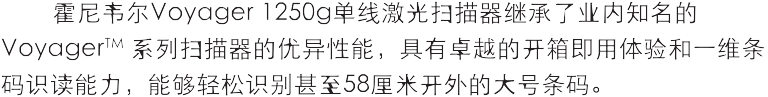 霍尼韦尔Voyager 1250g单线激光扫描器继承了业内知名的
Voyager™ 系列扫描器的优异性能，具有卓越的开箱即用体验和一维条
码识读能力，能够轻松识别甚至58厘米开外的大号条码。